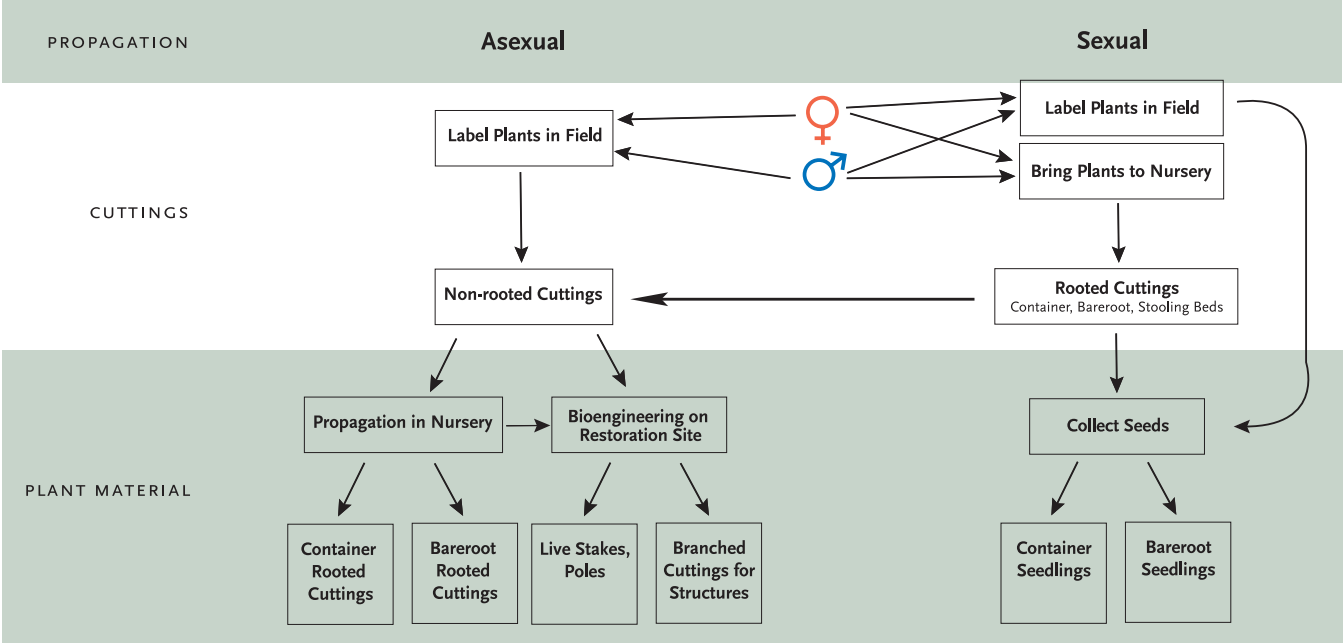 PROPAGATION
Asexual
Sexual
CUTTINGS
Label Plants in Field
Label Plants in Field
Bring Plants to Nursery
Non-rooted Cuttings
Rooted Cuttings
Container, Bareroot, Stooling Beds
PLANT MATERIAL
Propagation in Nursery
Bioengineering on
Restoration Site
Collect Seeds
Container
Rooted
Cuttings
Bareroot
Rooted
Cuttings
Live Stakes,
Poles
Branched
Cuttings for
Structures
Container
Seedlings
Bareroot
Seedlings